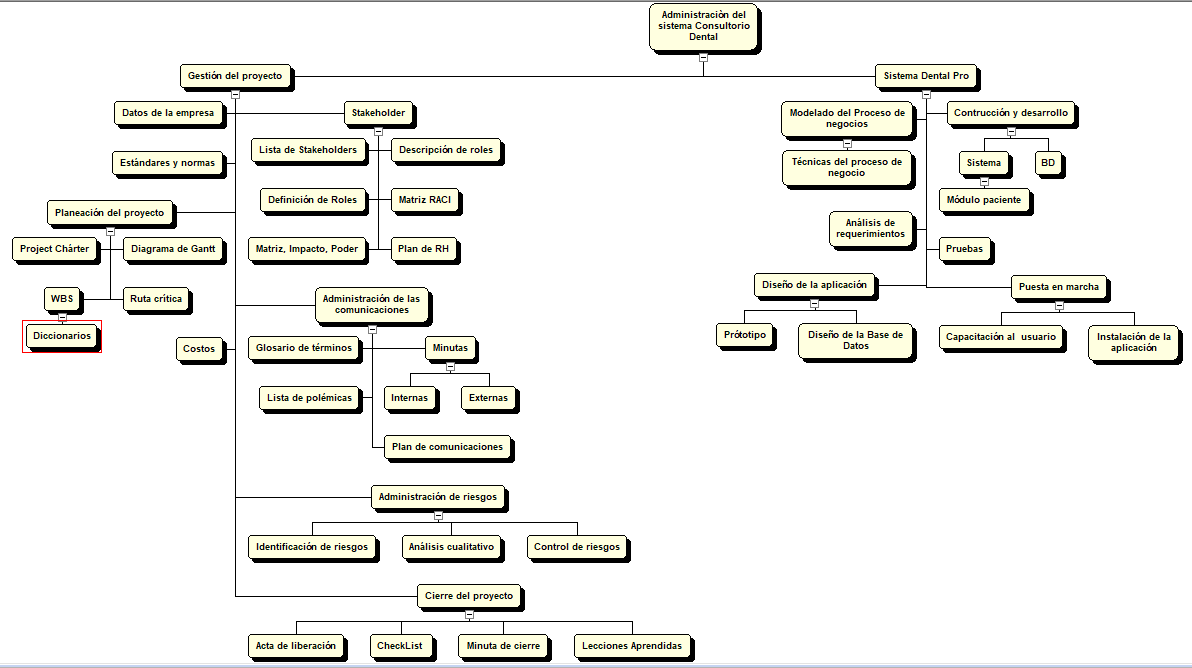 Administraciòn del
sistema Consultorio
Dental
Gestión del proyecto
Sistema Dental Pro
Datos de la empresa
Stakeholder
Modelado del Proceso de
negocios
Contrucción y desarrollo
Estándares y normas
Lista de Stakeholders
Descripción de roles
Técnicas del proceso de
negocio
Sistema
BD
Planeación del proyecto
Definición de Roles
Matriz RACI
Módulo paciente
Project Chárter
Diagrama de Gantt
Matriz, Impacto, Poder
Plan de RH
Análisis de
requerimientos
Pruebas
WBS
Ruta crítica
Administración de las
comunicaciones
Diseño de la aplicación
Puesta en marcha
Diccionarios
Costos
Glosario de términos
Minutas
Prótotipo
Diseño de la Base de
Datos
Capacitación al usuario
Instalación de la
aplicación
Lista de polémicas
Internas
Externas
Plan de comunicaciones
Administración de riesgos
Identificación de riesgos
Análisis cualitativo
Control de riesgos
Cierre del proyecto
Acta de liberación
CheckList
Minuta de cierre
Lecciones Aprendidas